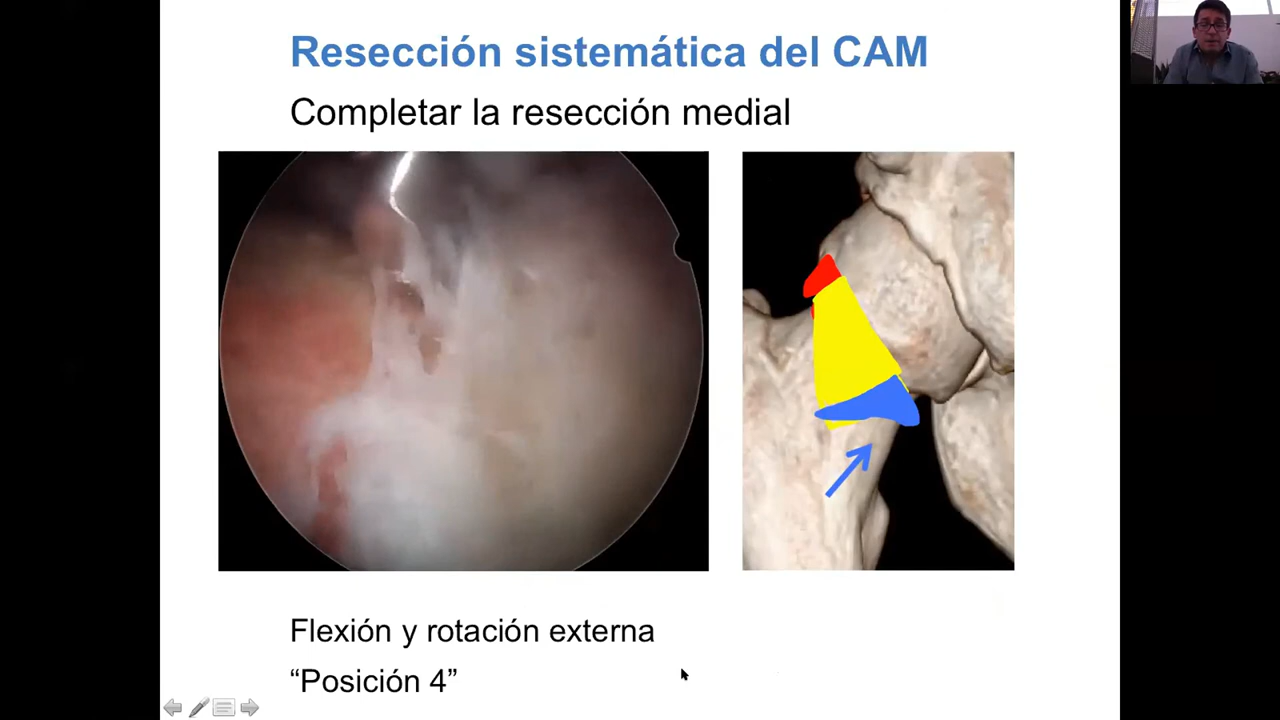 Resección sistemática del CAM
Completar la resección medial
Flexión y rotación externa
“Posición 4”